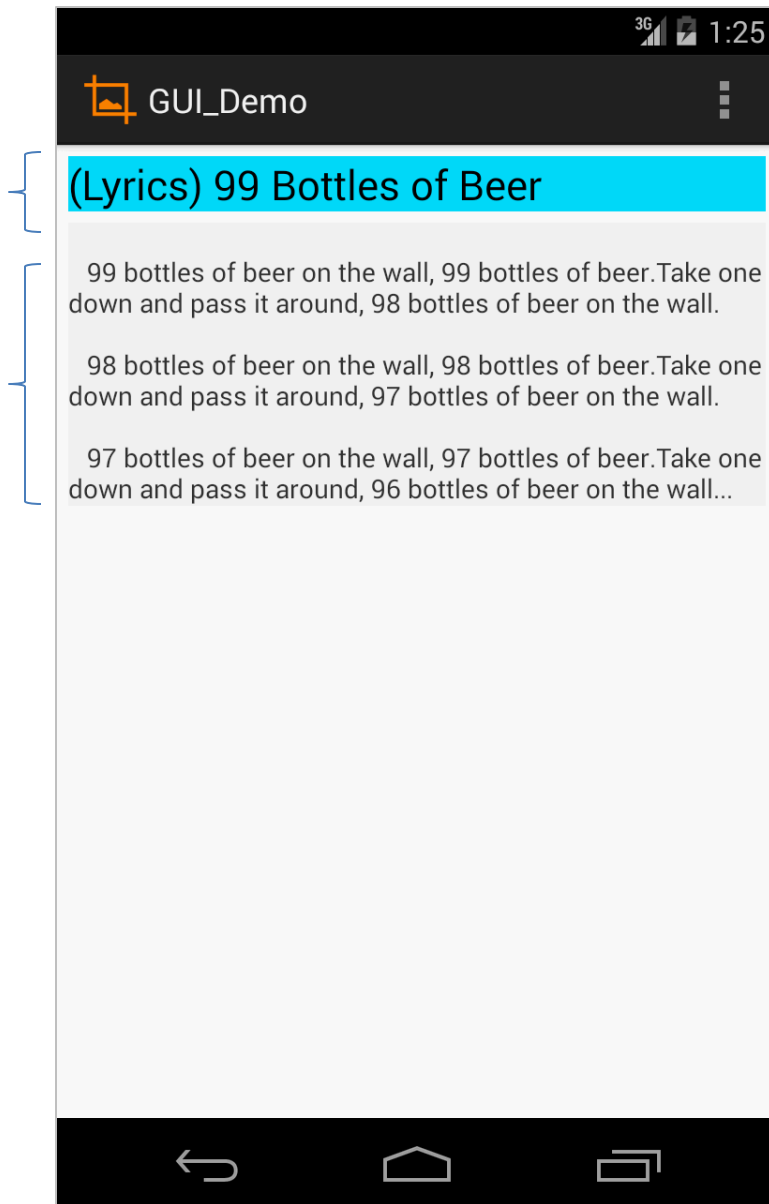 3G 1:25
GUI_Demo
(Lyrics) 99 Bottles of Beer
99 bottles of beer on the wall, 99 bottles of beer.Take one
down and pass it around, 98 bottles of beer on the wall.
98 bottles of beer on the wall, 98 bottles of beer.Take one
down and pass it around, 97 bottles of beer on the wall.
97 bottles of beer on the wall, 97 bottles of beer.Take one
down and pass it around, 96 bottles of beer on the wall...